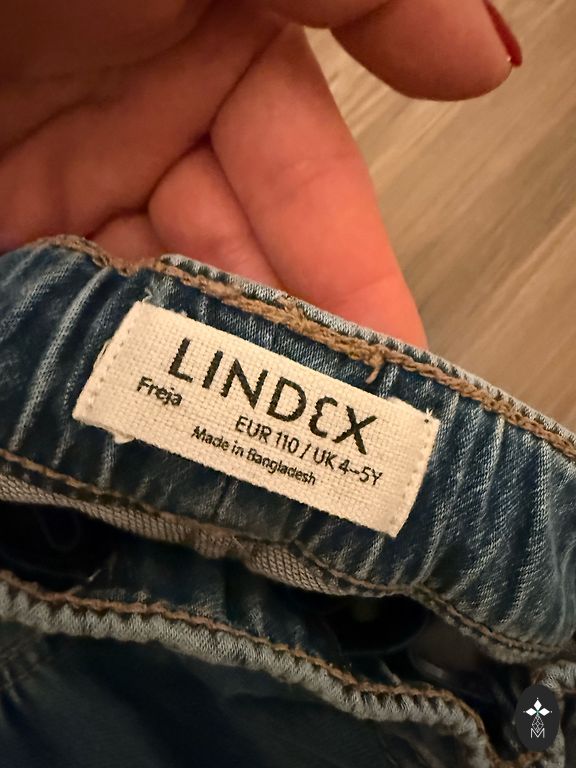 LINDEX
Freja
EUR 110 / UK 4-5Y
Made in Bangladesh
M